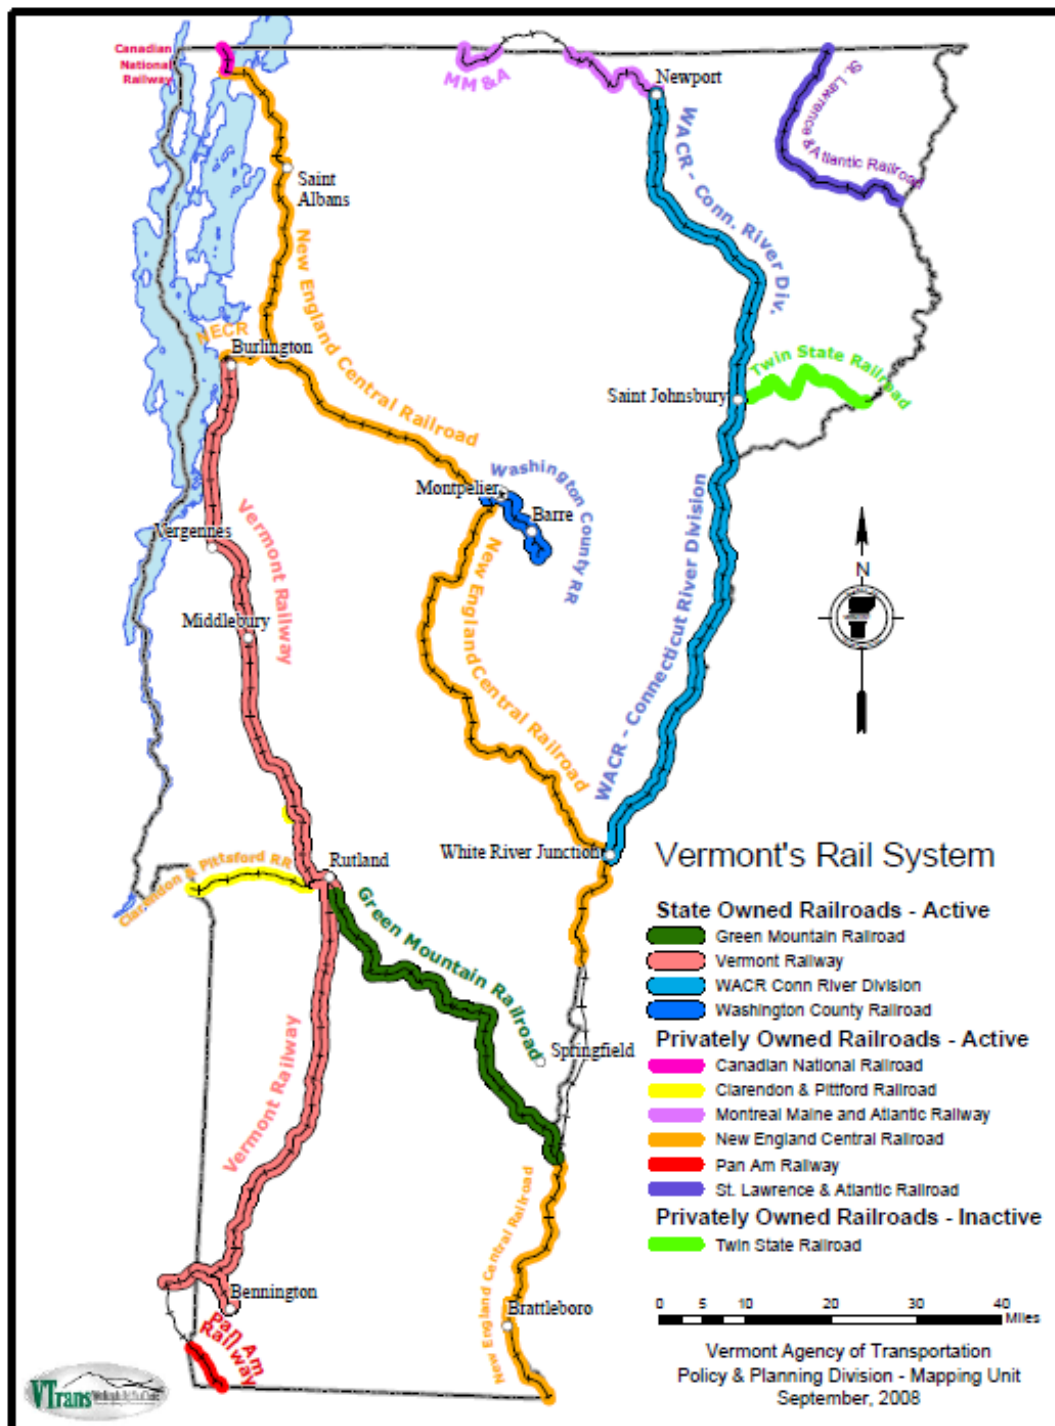 Canadian
National
Railway
MM &A
Newport
St. Lawrence & Atlantic Railroad
WACR - Conn. River Div.
Saint
Albans
New England Central Railroad
NECR
Burlington
Twin State Railroad
Saint Johnsbury
Washington County RR
Montpelier
Barre
Vergennes
Vermont Railway
New England Central Railroad
WACR - Connecticut River Division
Middlebury
N
White River Junction
Rutland
Clarendon & Pittsford RR
Green Mountain Railroad
Springfield
Vermont Railway
New England Central Railroad
Bennington
Brattleboro
Pan Am
Railway
Vermont's Rail System
State Owned Railroads - Active
Green Mountain Railroad
Vermont Railway
WACR Conn River Division
Washington County Railroad
Privately Owned Railroads - Active
Canadian National Railroad
Clarendon & Pittford Railroad
Montreal Maine and Atlantic Railway
New England Central Railroad
Pan Am Railway
St. Lawrence & Atlantic Railroad
Privately Owned Railroads - Inactive
Twin State Railroad
0 5 10 20 30 40
Miles
Vermont Agency of Transportation
Policy & Planning Division - Mapping Unit
September, 2008
VTrans